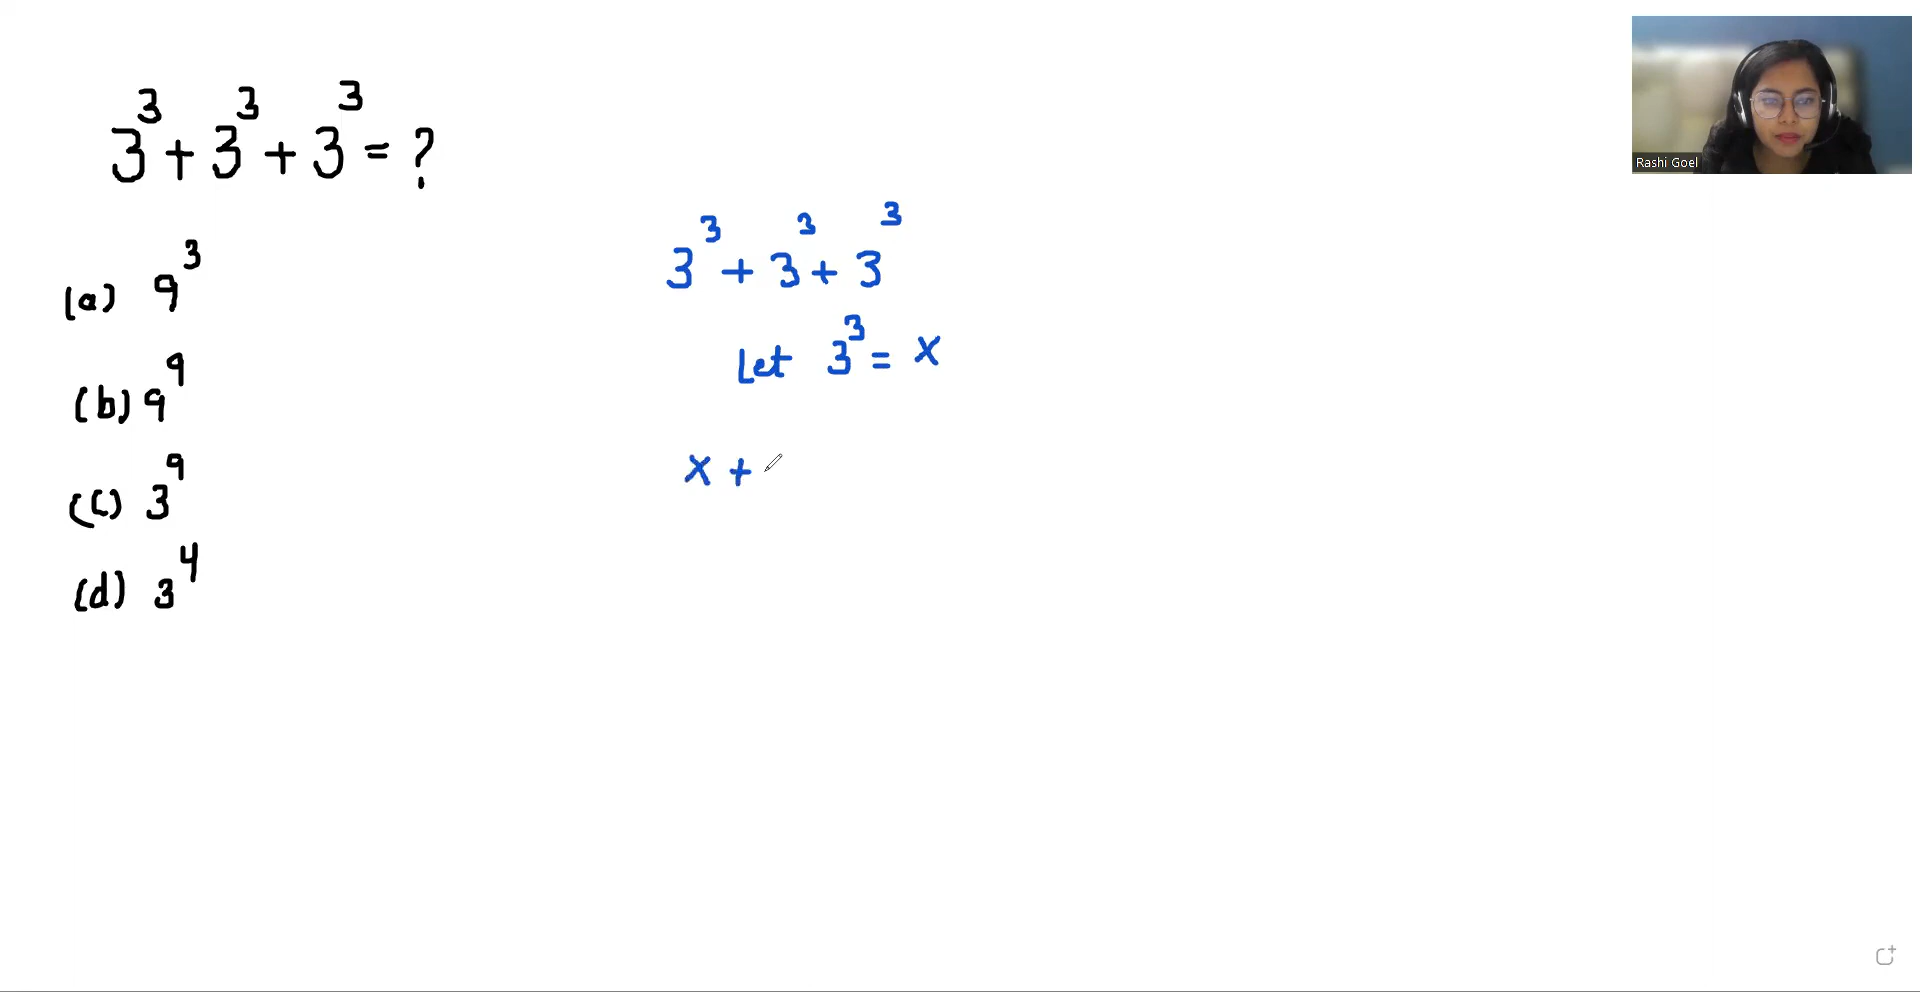 3³ + 3³ + 3³ = ?
(a) 9³
(b) 9⁹
(c) 3⁹
(d) 3⁴
3³ + 3³ + 3³
Let 3³ = x
x +
Rashi Goel